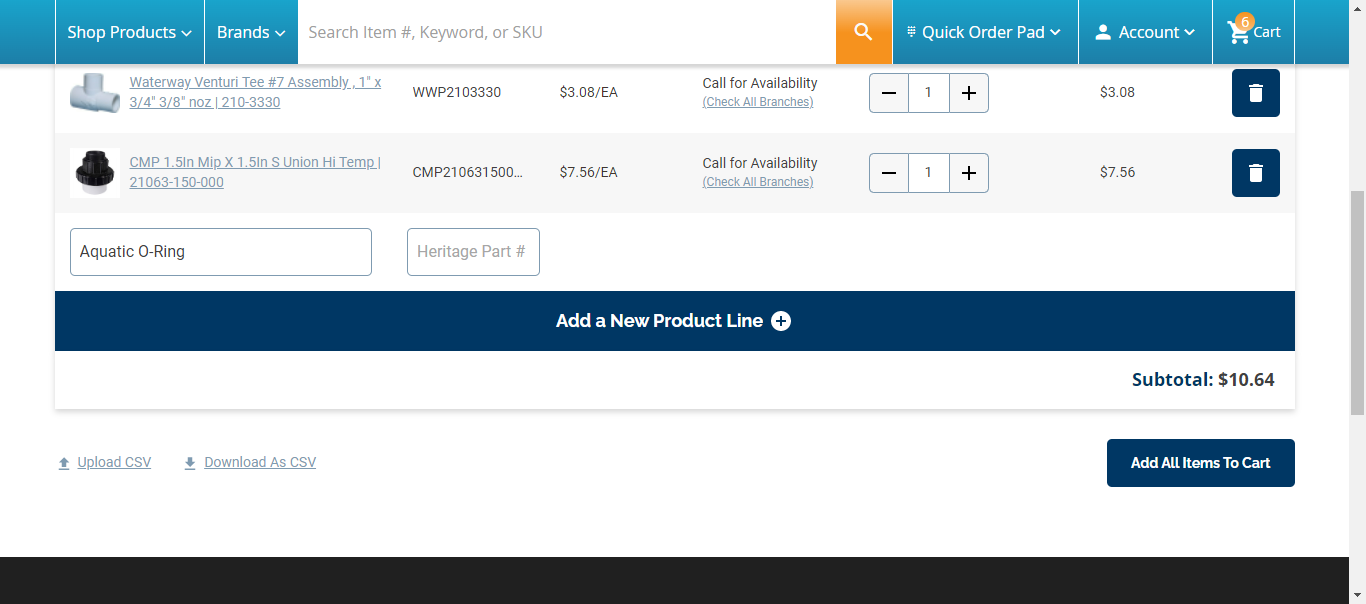 Shop Products
Brands
Search Item #, Keyword, or SKU
Quick Order Pad
Account
6
Cart
Waterway Venturi Tee #7 Assembly , 1" x
3/4" 3/8" noz | 210-3330
WWP2103330
$3.08/EA
Call for Availability
(Check All Branches)
1
$3.08
CMP 1.5In Mip X 1.5In S Union Hi Temp |
21063-150-000
CMP210631500...
$7.56/EA
Call for Availability
(Check All Branches)
1
$7.56
Aquatic O-Ring
Heritage Part #
Add a New Product Line
Subtotal: $10.64
Upload CSV
Download As CSV
Add All Items To Cart